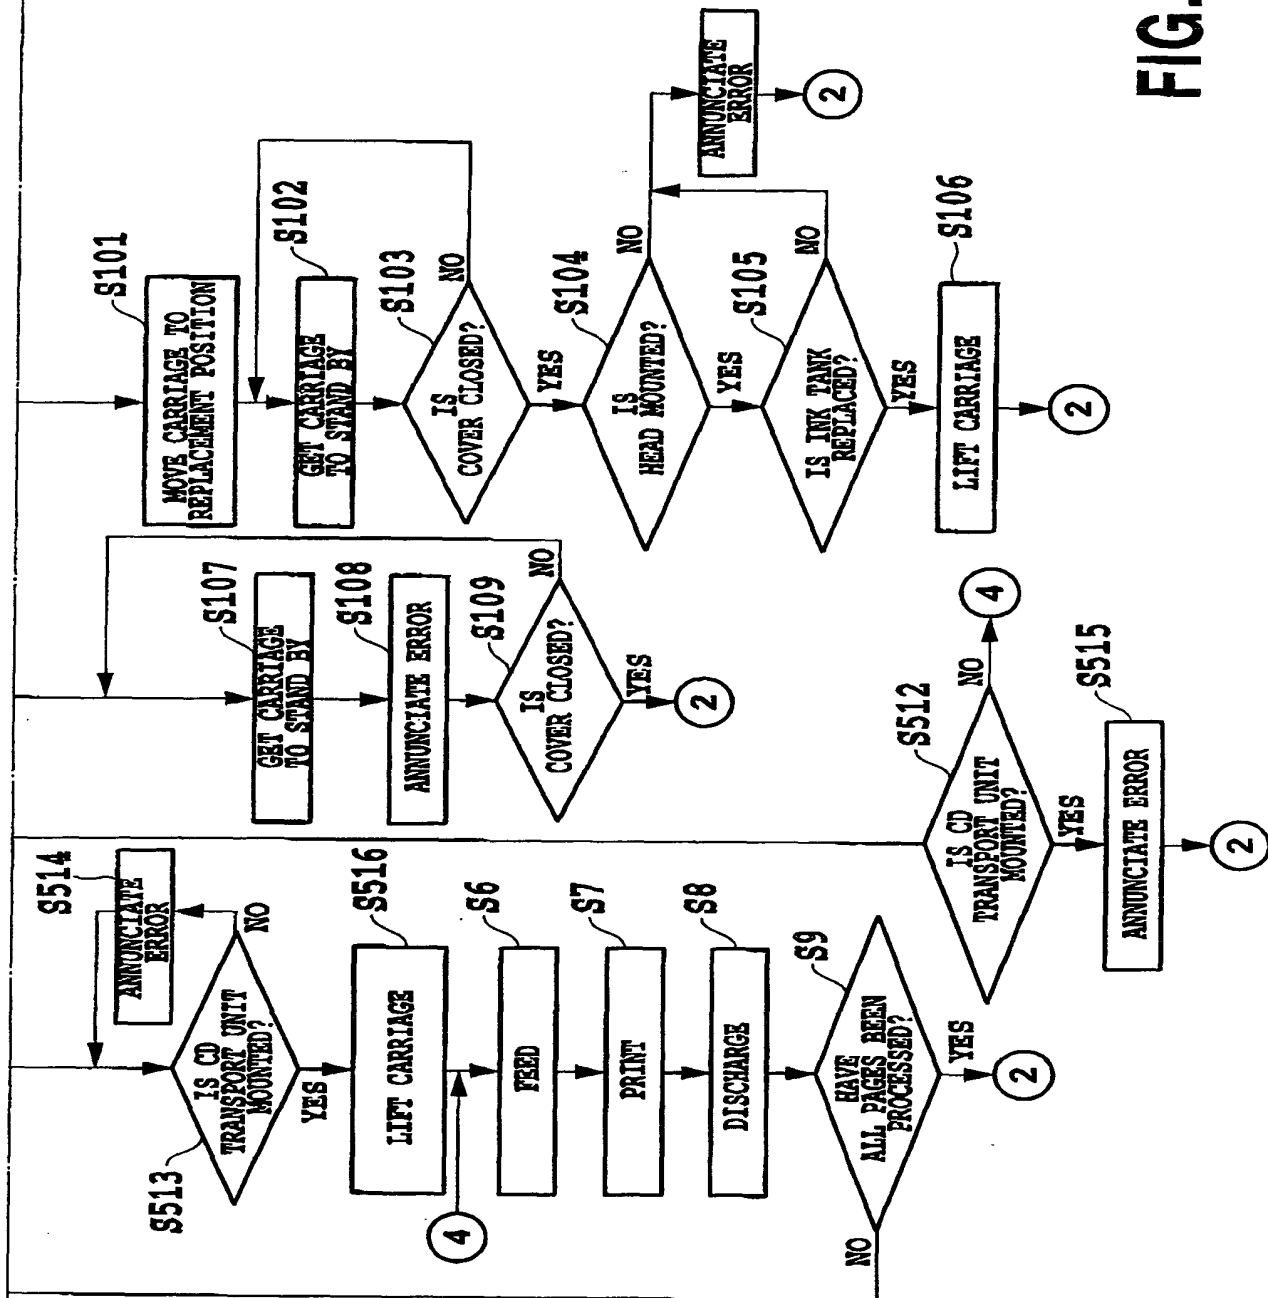 S513
IS CD
TRANSPORT UNIT
MOUNTED?
NO
YES
S514
ANNUNCIATE
ERROR
S516
LIFT CARRIAGE
4
S6
FEED
S7
PRINT
S8
DISCHARGE
S9
HAVE
ALL PAGES BEEN
PROCESSED?
NO
YES
2
S107
GET CARRIAGE
TO STAND BY
S108
ANNUNCIATE ERROR
S109
IS
COVER CLOSED?
NO
YES
2
S512
IS CD
TRANSPORT UNIT
MOUNTED?
NO
4
YES
S515
ANNUNCIATE ERROR
2
S101
MOVE CARRIAGE TO
REPLACEMENT POSITION
S102
GET CARRIAGE
TO STAND BY
S103
IS
COVER CLOSED?
NO
YES
S104
IS
HEAD MOUNTED?
NO
YES
S105
IS INK TANK
REPLACED?
NO
YES
S106
LIFT CARRIAGE
2
ANNUNCIATE
ERROR
2
FIG.